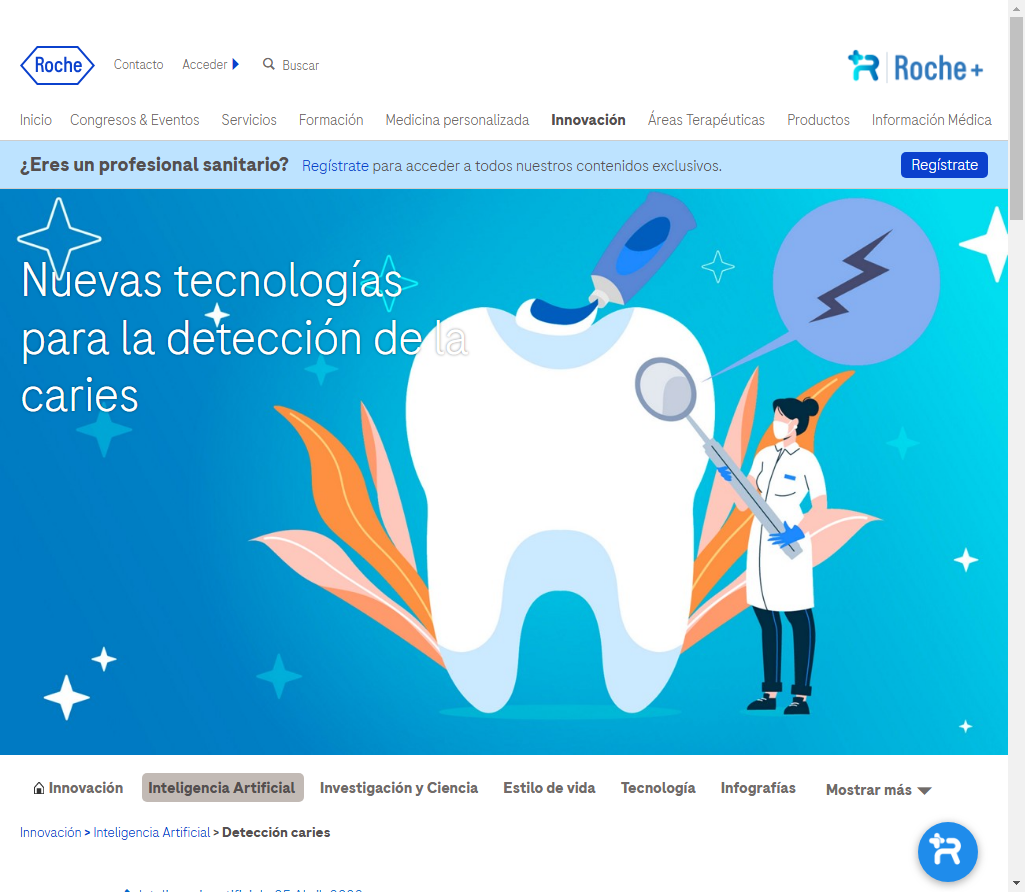 Roche
Contacto Acceder Buscar
Roche+
Inicio Congresos & Eventos Servicios Formación Medicina personalizada Innovación Áreas Terapéuticas Productos Información Médica
¿Eres un profesional sanitario? Regístrate para acceder a todos nuestros contenidos exclusivos. Regístrate
Nuevas tecnologías
para la detección de la
caries
Innovación Inteligencia Artificial Investigación y Ciencia Estilo de vida Tecnología Infografías Mostrar más
Innovación > Inteligencia Artificial > Detección caries